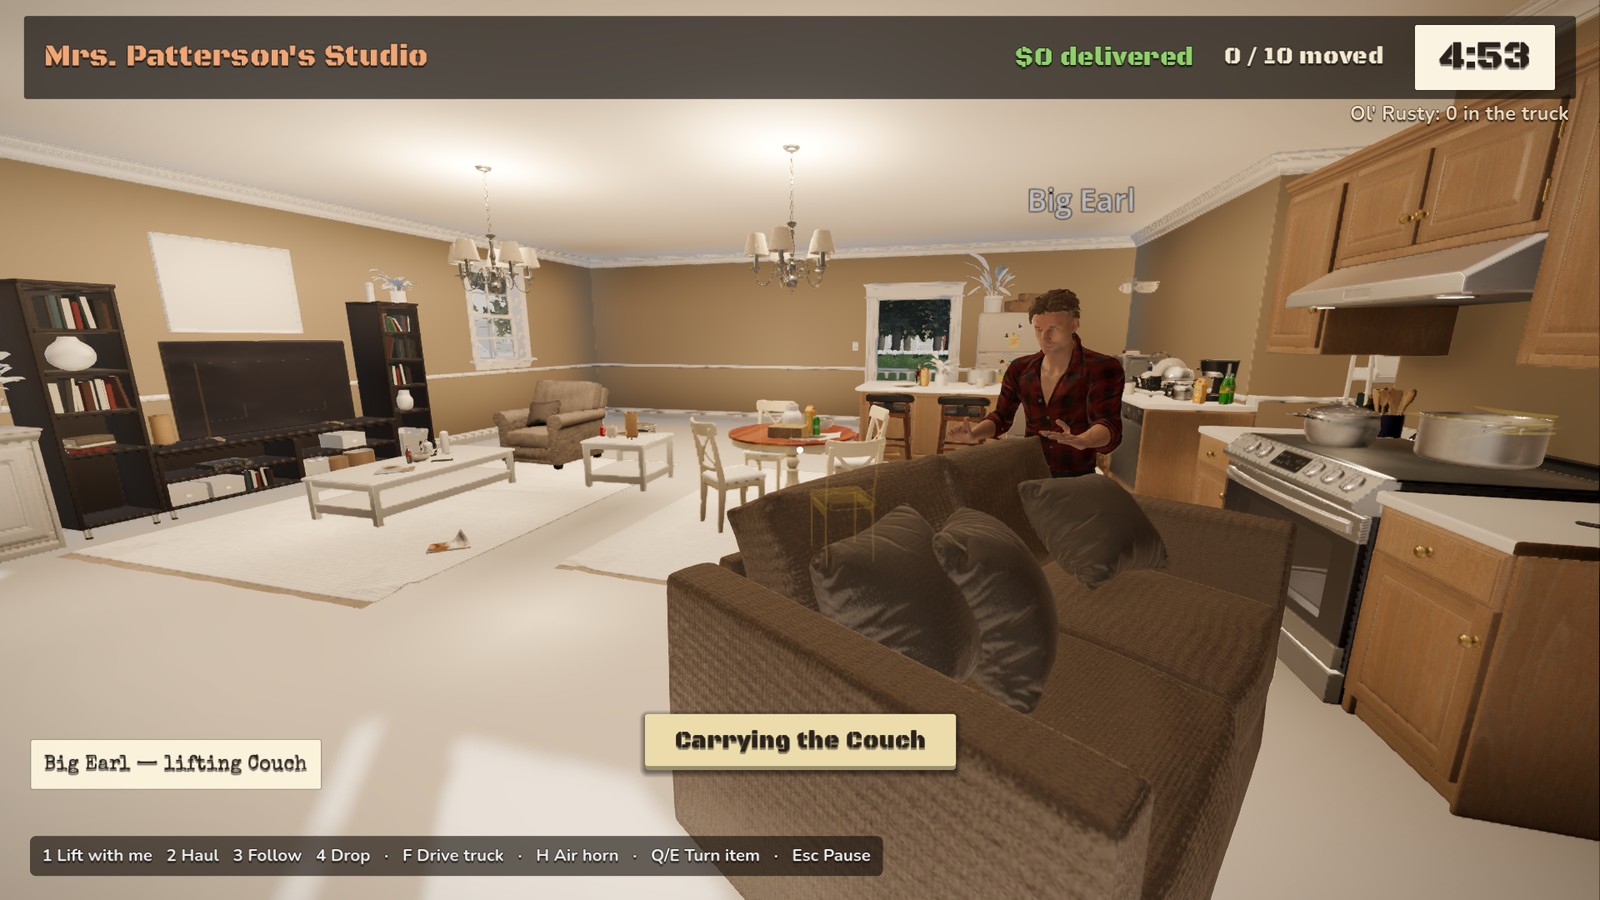 Mrs. Patterson's Studio
$0 delivered
0 / 10 moved
4:53
Ol' Rusty: 0 in the truck
Big Earl
Carrying the Couch
Big Earl — lifting Couch
1 Lift with me 2 Haul 3 Follow 4 Drop · F Drive truck · H Air horn · Q/E Turn item · Esc Pause